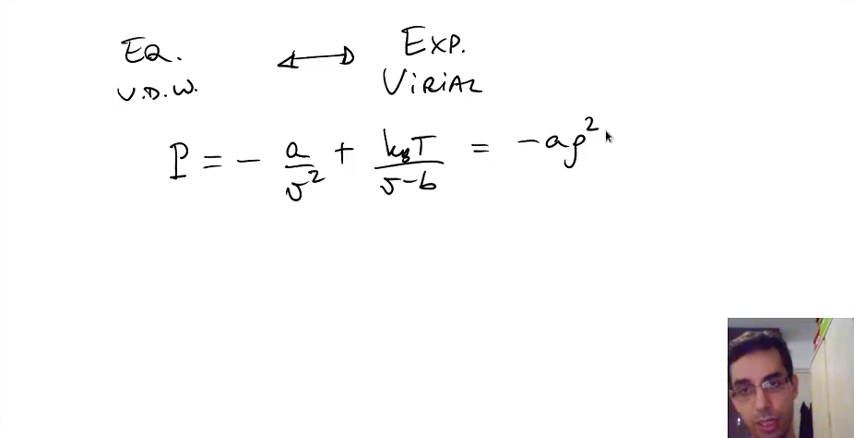 EQ. ⟷ EXP.
V.D.W. VIRIAL
P = - a/v² + k_BT/(v-b) = -aρ²